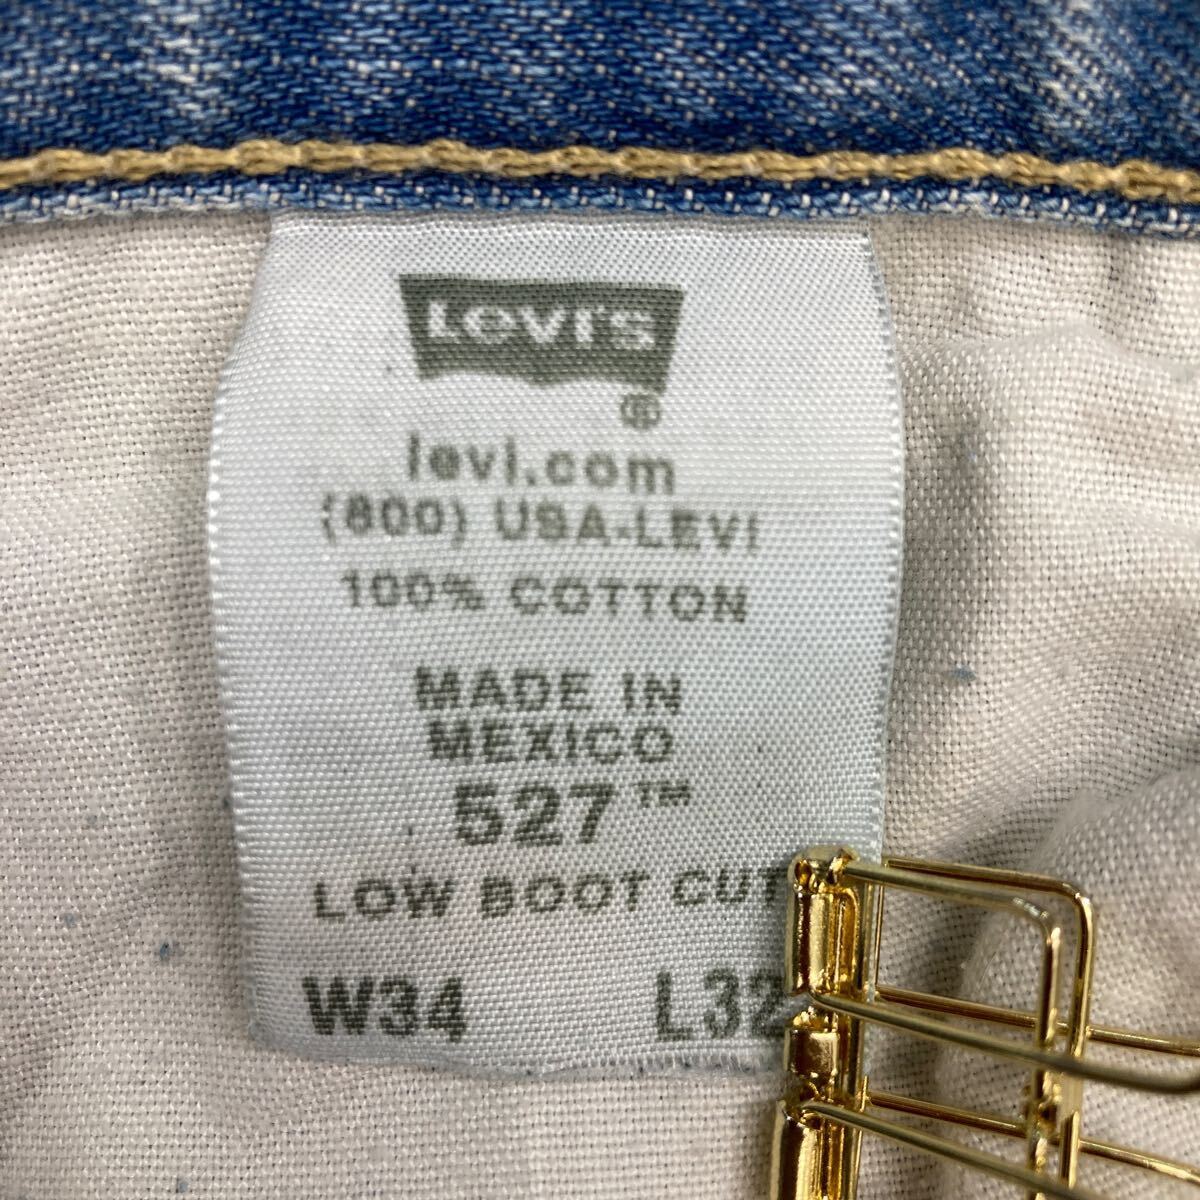 Levi's
®
levi.com
(800) USA-LEVI
100% COTTON
MADE IN
MEXICO
527™
LOW BOOT CUT
W34 L32